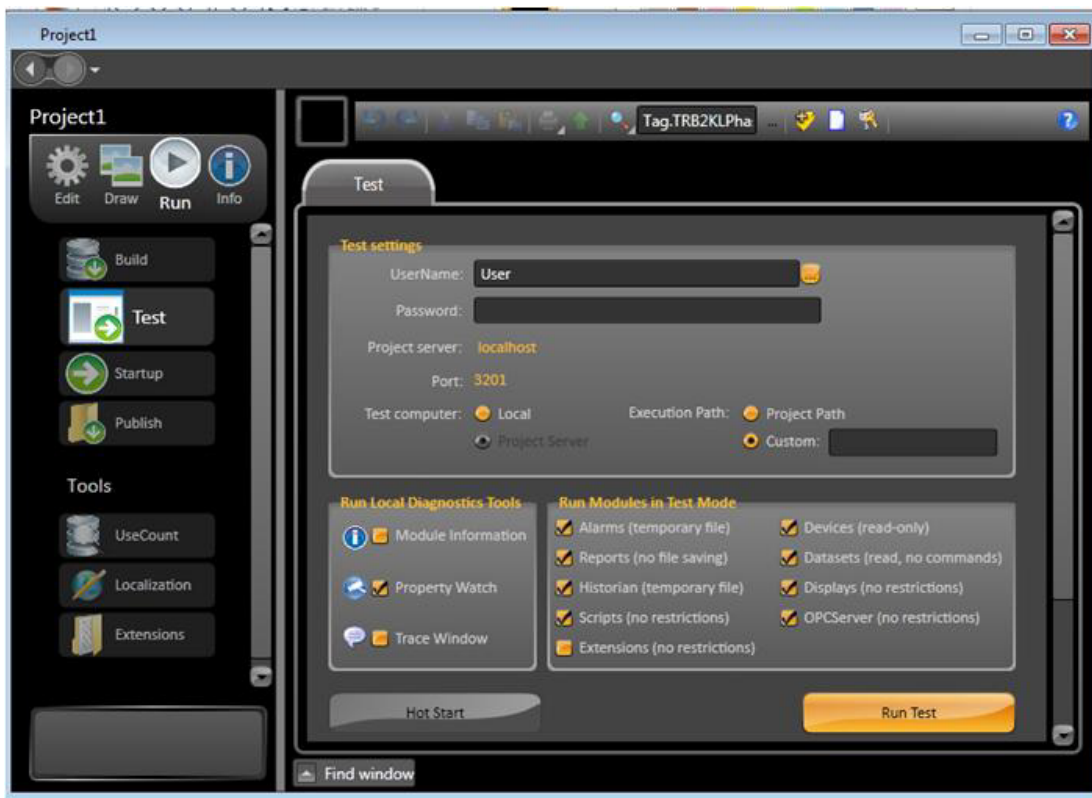 Project1
Project1
Edit Draw Run Info
Build
Test
Startup
Publish
Tools
UseCount
Localization
Extensions
Tag.TRB2KLPha ...
Test
Test settings
UserName: User
Password:
Project server: localhost
Port: 3201
Test computer: Local Execution Path: Project Path
Project Server Custom:
Run Local Diagnostics Tools
Module Information
Property Watch
Trace Window
Run Modules in Test Mode
Alarms (temporary file) Devices (read-only)
Reports (no file saving) Datasets (read, no commands)
Historian (temporary file) Displays (no restrictions)
Scripts (no restrictions) OPCServer (no restrictions)
Extensions (no restrictions)
Hot Start Run Test
Find window